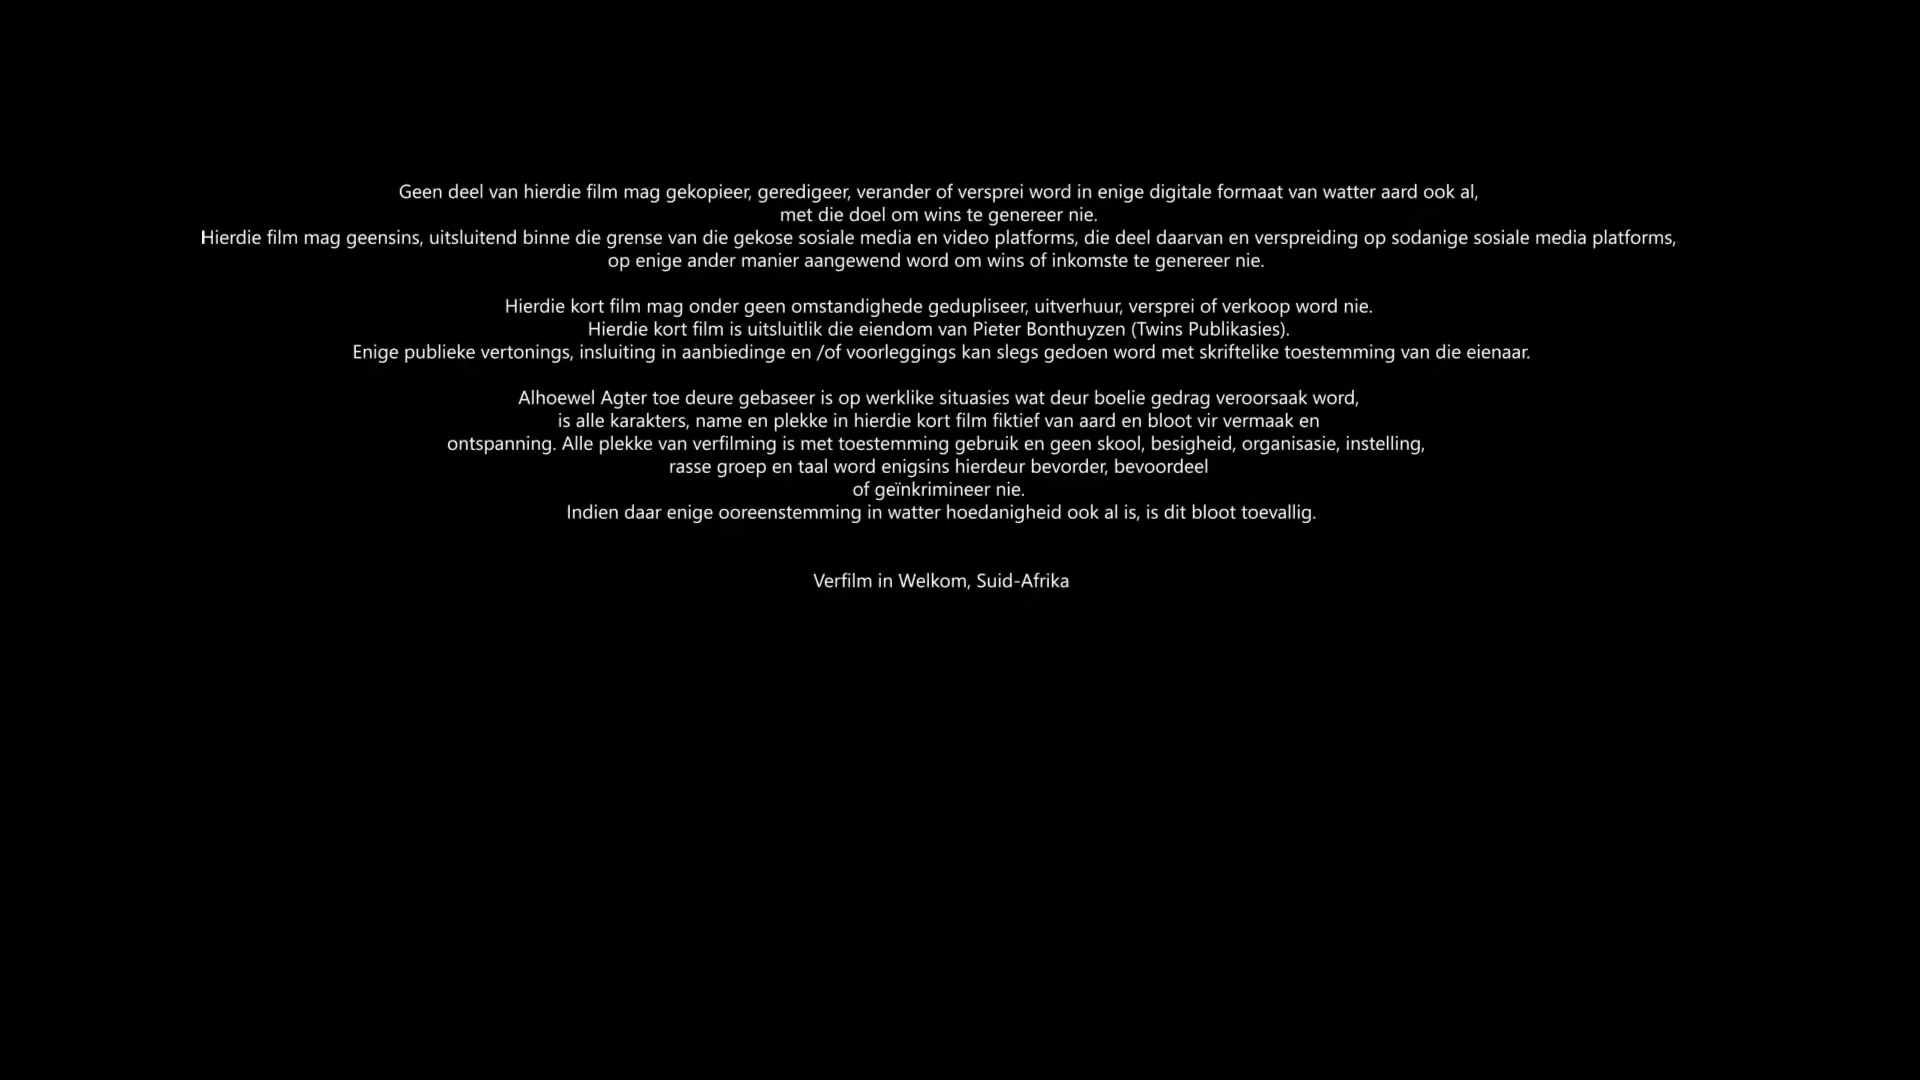 Geen deel van hierdie film mag gekopieer, geredigeer, verander of versprei word in enige digitale formaat van watter aard ook al,
met die doel om wins te genereer nie.
Hierdie film mag geensins, uitsluitend binne die grense van die gekose sosiale media en video platforms, die deel daarvan en verspreiding op sodanige sosiale media platforms,
op enige ander manier aangewend word om wins of inkomste te genereer nie.
Hierdie kort film mag onder geen omstandighede gedupliseer, uitverhuur, versprei of verkoop word nie.
Hierdie kort film is uitsluitlik die eiendom van Pieter Bonthuyzen (Twins Publikasies).
Enige publieke vertonings, insluiting in aanbiedinge en /of voorleggings kan slegs gedoen word met skriftelike toestemming van die eienaar.
Alhoewel Agter toe deure gebaseer is op werklike situasies wat deur boelie gedrag veroorsaak word,
is alle karakters, name en plekke in hierdie kort film fiktief van aard en bloot vir vermaak en
ontspanning. Alle plekke van verfilming is met toestemming gebruik en geen skool, besigheid, organisasie, instelling,
rasse groep en taal word enigsins hierdeur bevorder, bevoordeel
of geïnkrimineer nie.
Indien daar enige ooreenstemming in watter hoedanigheid ook al is, is dit bloot toevallig.
Verfilm in Welkom, Suid-Afrika